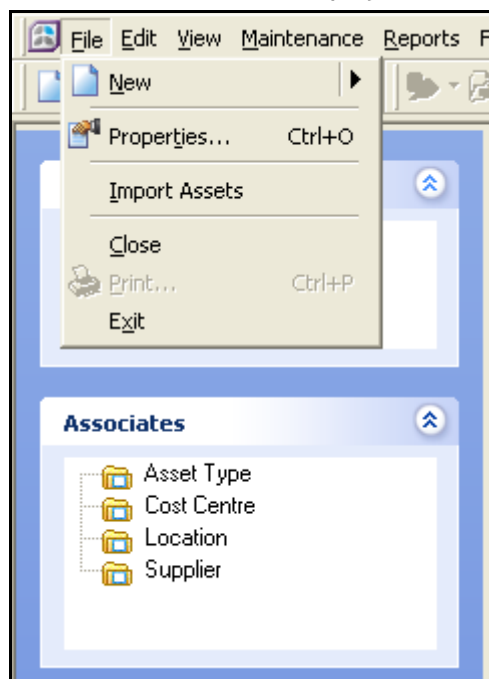 File Edit View Maintenance Reports F
New
Properties... Ctrl+O
Import Assets
Close
Print... Ctrl+P
Exit
Associates
Asset Type
Cost Centre
Location
Supplier